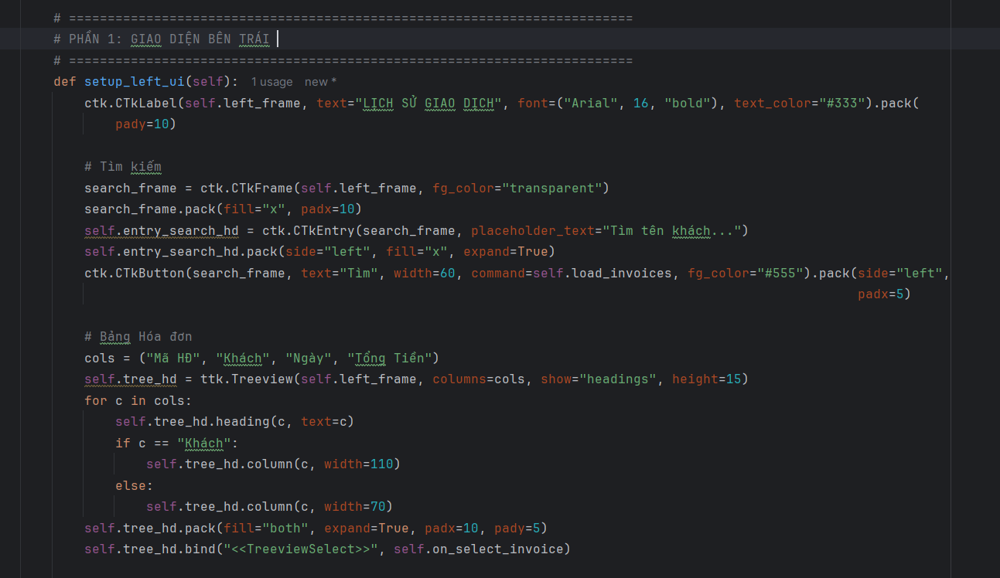 # =========================================================================
# PHẦN 1: GIAO DIỆN BÊN TRÁI
# =========================================================================
def setup_left_ui(self): 1 usage new *
ctk.CTkLabel(self.left_frame, text="LỊCH SỬ GIAO DỊCH", font=("Arial", 16, "bold"), text_color="#333").pack(
pady=10)
# Tìm kiếm
search_frame = ctk.CTkFrame(self.left_frame, fg_color="transparent")
search_frame.pack(fill="x", padx=10)
self.entry_search_hd = ctk.CTkEntry(search_frame, placeholder_text="Tìm tên khách...")
self.entry_search_hd.pack(side="left", fill="x", expand=True)
ctk.CTkButton(search_frame, text="Tìm", width=60, command=self.load_invoices, fg_color="#555").pack(side="left",
padx=5)
# Bảng Hóa đơn
cols = ("Mã HĐ", "Khách", "Ngày", "Tổng Tiền")
self.tree_hd = ttk.Treeview(self.left_frame, columns=cols, show="headings", height=15)
for c in cols:
self.tree_hd.heading(c, text=c)
if c == "Khách":
self.tree_hd.column(c, width=110)
else:
self.tree_hd.column(c, width=70)
self.tree_hd.pack(fill="both", expand=True, padx=10, pady=5)
self.tree_hd.bind("<<TreeviewSelect>>", self.on_select_invoice)